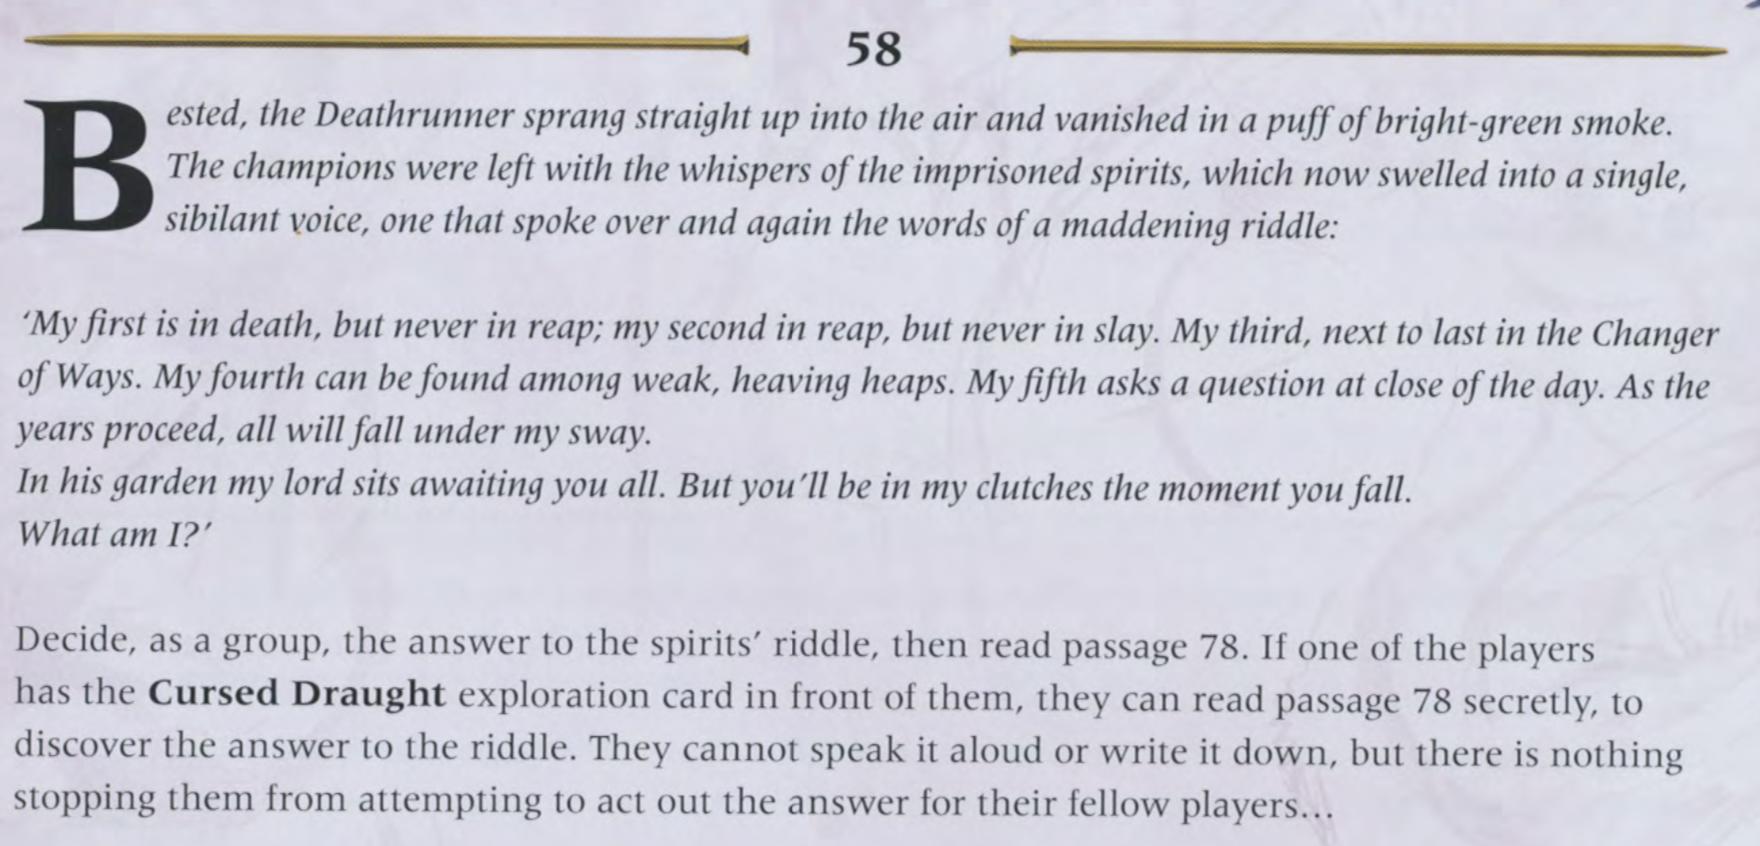 58
Bested, the Deathrunner sprang straight up into the air and vanished in a puff of bright-green smoke.
The champions were left with the whispers of the imprisoned spirits, which now swelled into a single,
sibilant voice, one that spoke over and again the words of a maddening riddle:
‘My first is in death, but never in reap; my second in reap, but never in slay. My third, next to last in the Changer
of Ways. My fourth can be found among weak, heaving heaps. My fifth asks a question at close of the day. As the
years proceed, all will fall under my sway.
In his garden my lord sits awaiting you all. But you’ll be in my clutches the moment you fall.
What am I?’
Decide, as a group, the answer to the spirits’ riddle, then read passage 78. If one of the players
has the Cursed Draught exploration card in front of them, they can read passage 78 secretly, to
discover the answer to the riddle. They cannot speak it aloud or write it down, but there is nothing
stopping them from attempting to act out the answer for their fellow players...